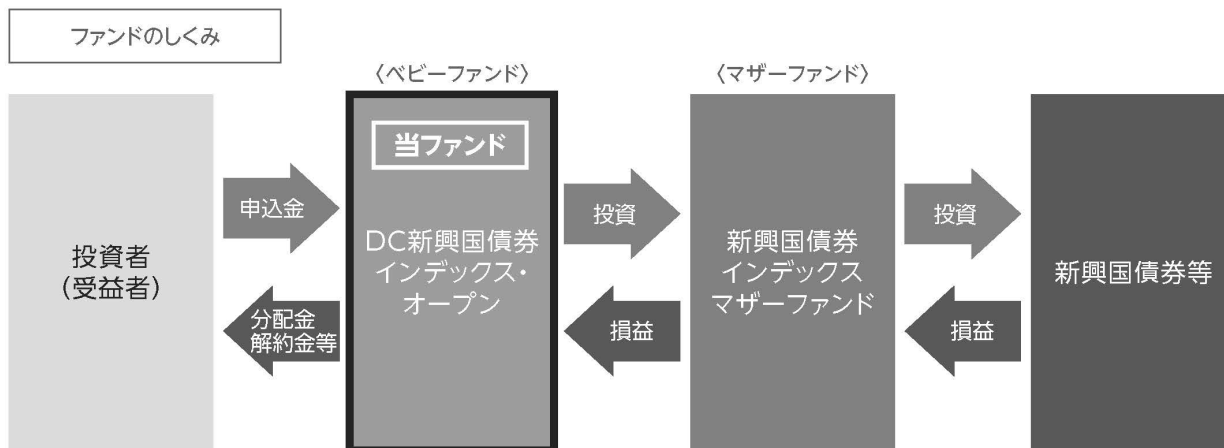 ファンドのしくみ
〈ベビーファンド〉
〈マザーファンド〉
投資者
（受益者）
申込金
分配金
解約金等
当ファンド
DC新興国債券
インデックス・
オープン
投資
損益
新興国債券
インデックス
マザーファンド
投資
損益
新興国債券等